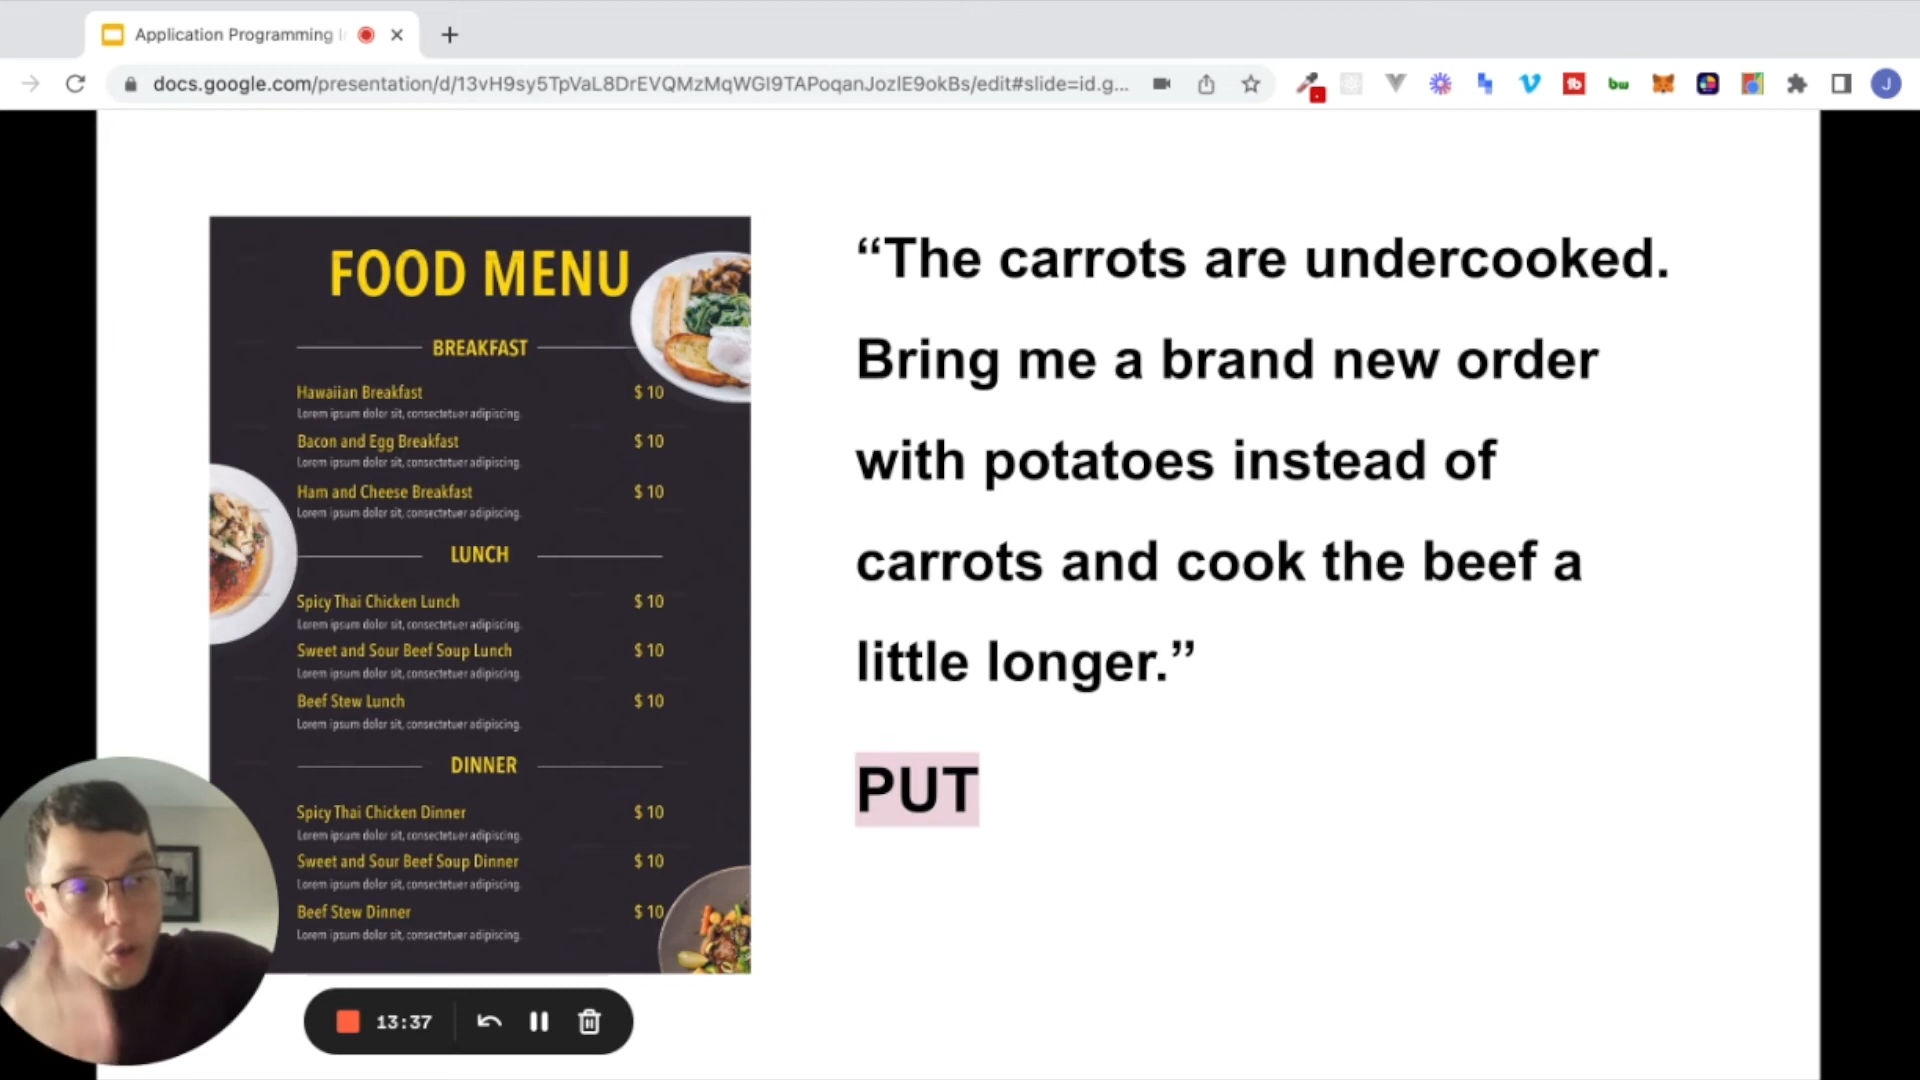 Application Programming I
docs.google.com/presentation/d/13vH9sy5TpVaL8DrEVQMzMqWGI9TAPoqanJozlE9okBs/edit#slide=id.g...
tb
bw
J
FOOD MENU
BREAKFAST
Hawaiian Breakfast $ 10
Lorem ipsum dolor sit, consectetuer adipiscing.
Bacon and Egg Breakfast $ 10
Lorem ipsum dolor sit, consectetuer adipiscing.
Ham and Cheese Breakfast $ 10
Lorem ipsum dolor sit, consectetuer adipiscing.
LUNCH
Spicy Thai Chicken Lunch $ 10
Lorem ipsum dolor sit, consectetuer adipiscing.
Sweet and Sour Beef Soup Lunch $ 10
Lorem ipsum dolor sit, consectetuer adipiscing.
Beef Stew Lunch $ 10
Lorem ipsum dolor sit, consectetuer adipiscing.
DINNER
Spicy Thai Chicken Dinner $ 10
Lorem ipsum dolor sit, consectetuer adipiscing.
Sweet and Sour Beef Soup Dinner $ 10
Lorem ipsum dolor sit, consectetuer adipiscing.
Beef Stew Dinner $ 10
Lorem ipsum dolor sit, consectetuer adipiscing.
“The carrots are undercooked.
Bring me a brand new order
with potatoes instead of
carrots and cook the beef a
little longer.”
PUT
13:37